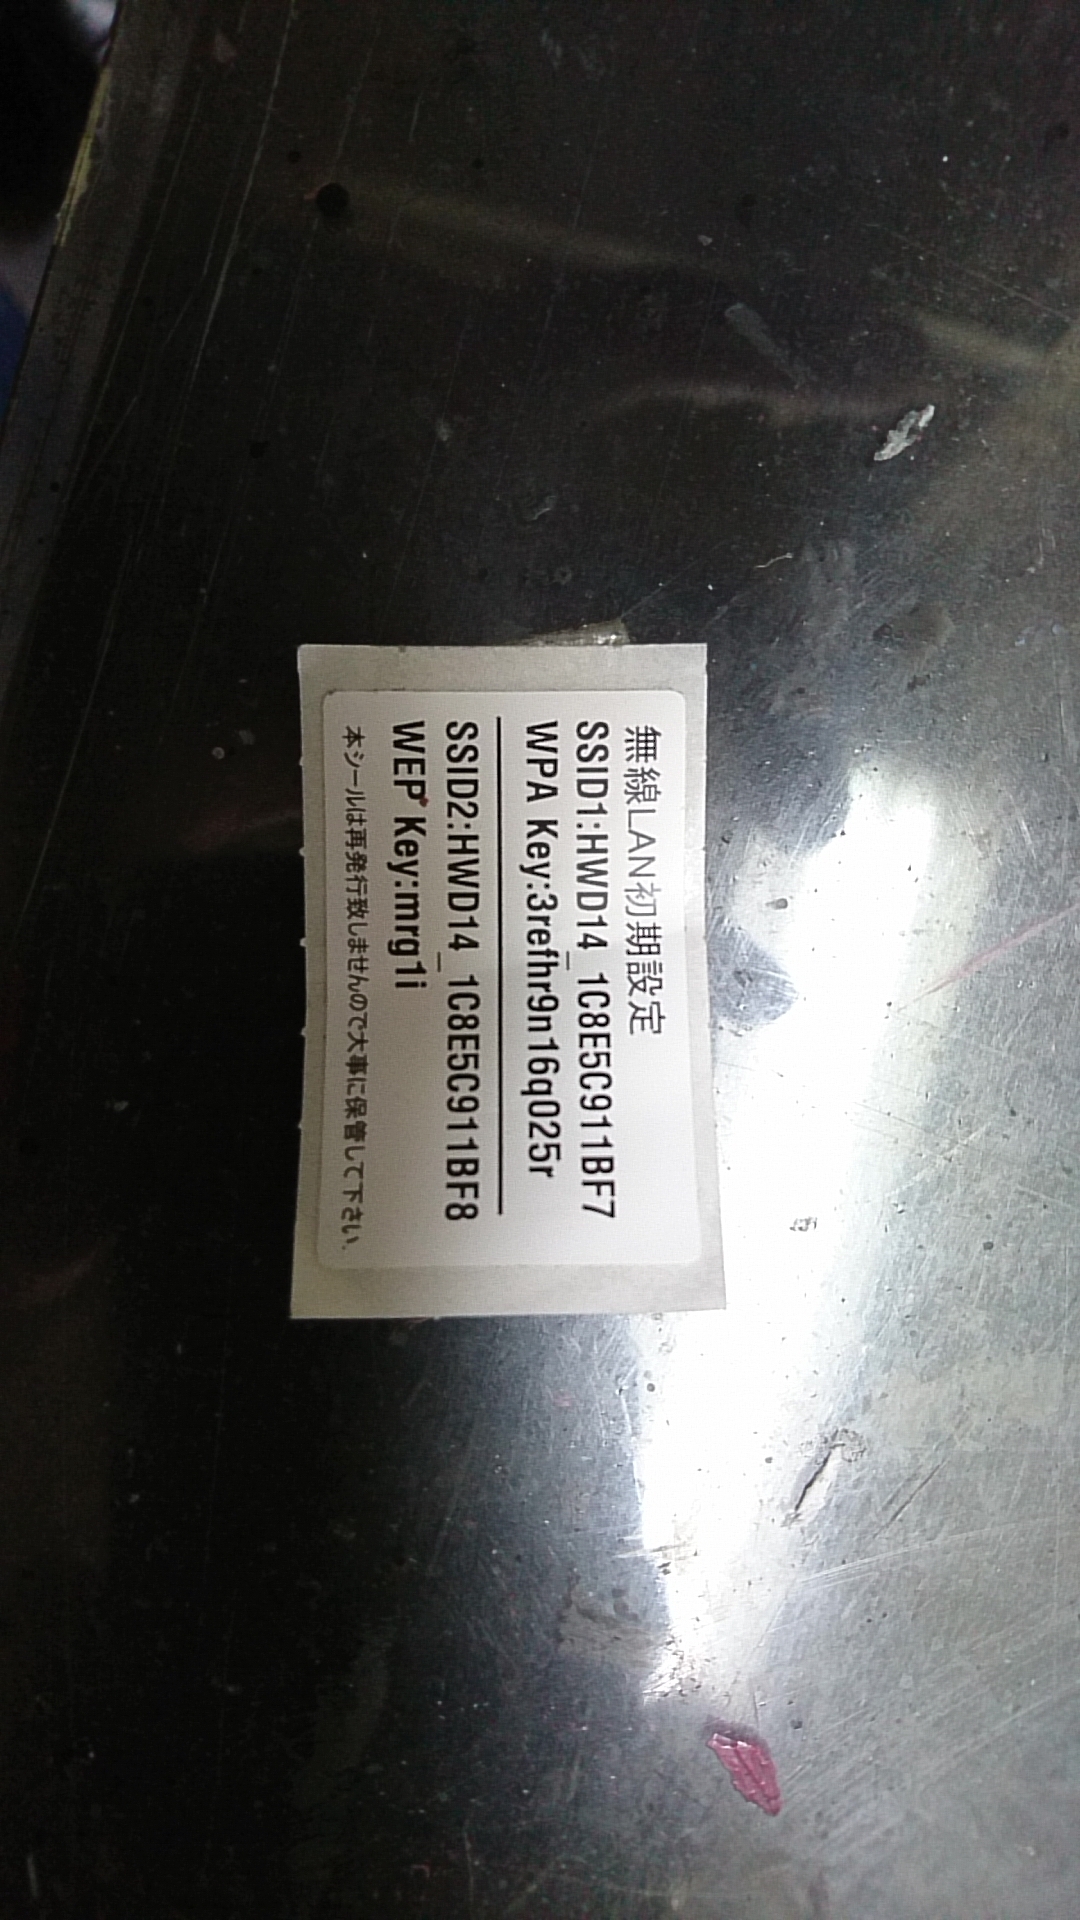 無線LAN初期設定
SSID1:HWD14_1C8E5C911BF7
WPA Key:3refhr9n16q025r
SSID2:HWD14_1C8E5C911BF8
WEP Key:mrg1i
本シールは再発行致しませんので大事に保管して下さい.